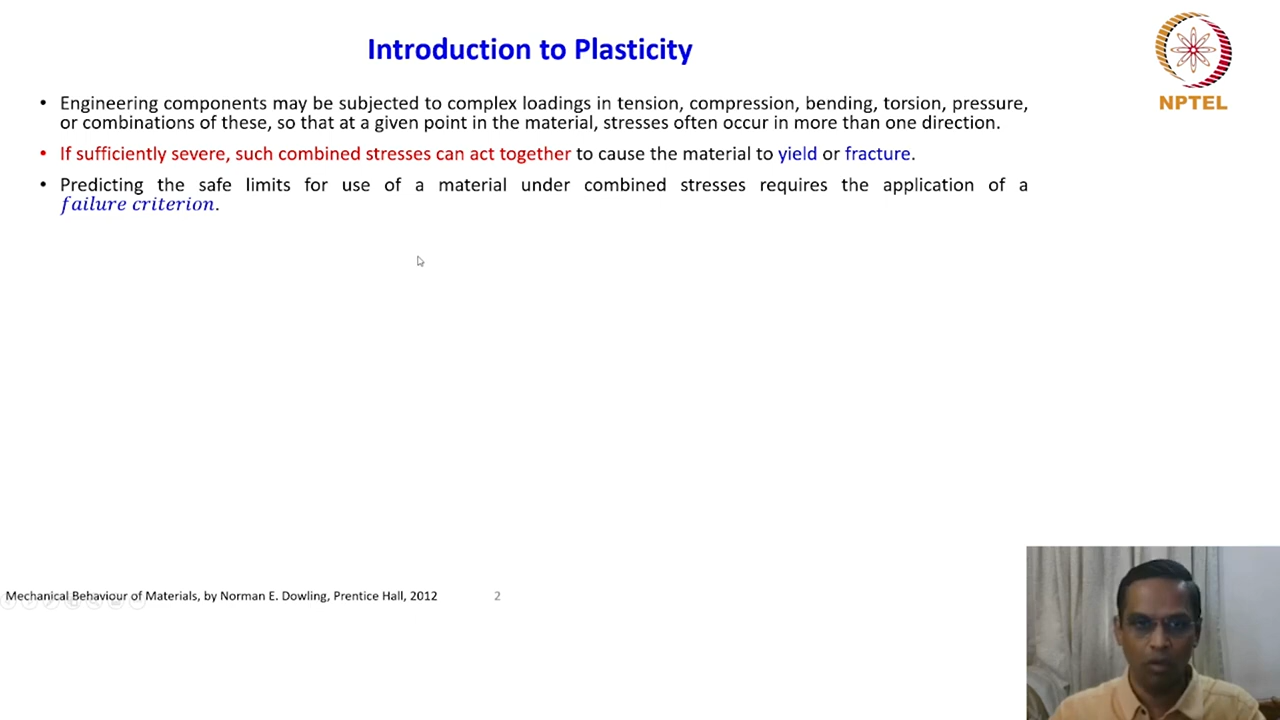 Introduction to Plasticity
NPTEL
• Engineering components may be subjected to complex loadings in tension, compression, bending, torsion, pressure,
or combinations of these, so that at a given point in the material, stresses often occur in more than one direction.
• If sufficiently severe, such combined stresses can act together to cause the material to yield or fracture.
• Predicting the safe limits for use of a material under combined stresses requires the application of a
failure criterion.
Mechanical Behaviour of Materials, by Norman E. Dowling, Prentice Hall, 2012
2